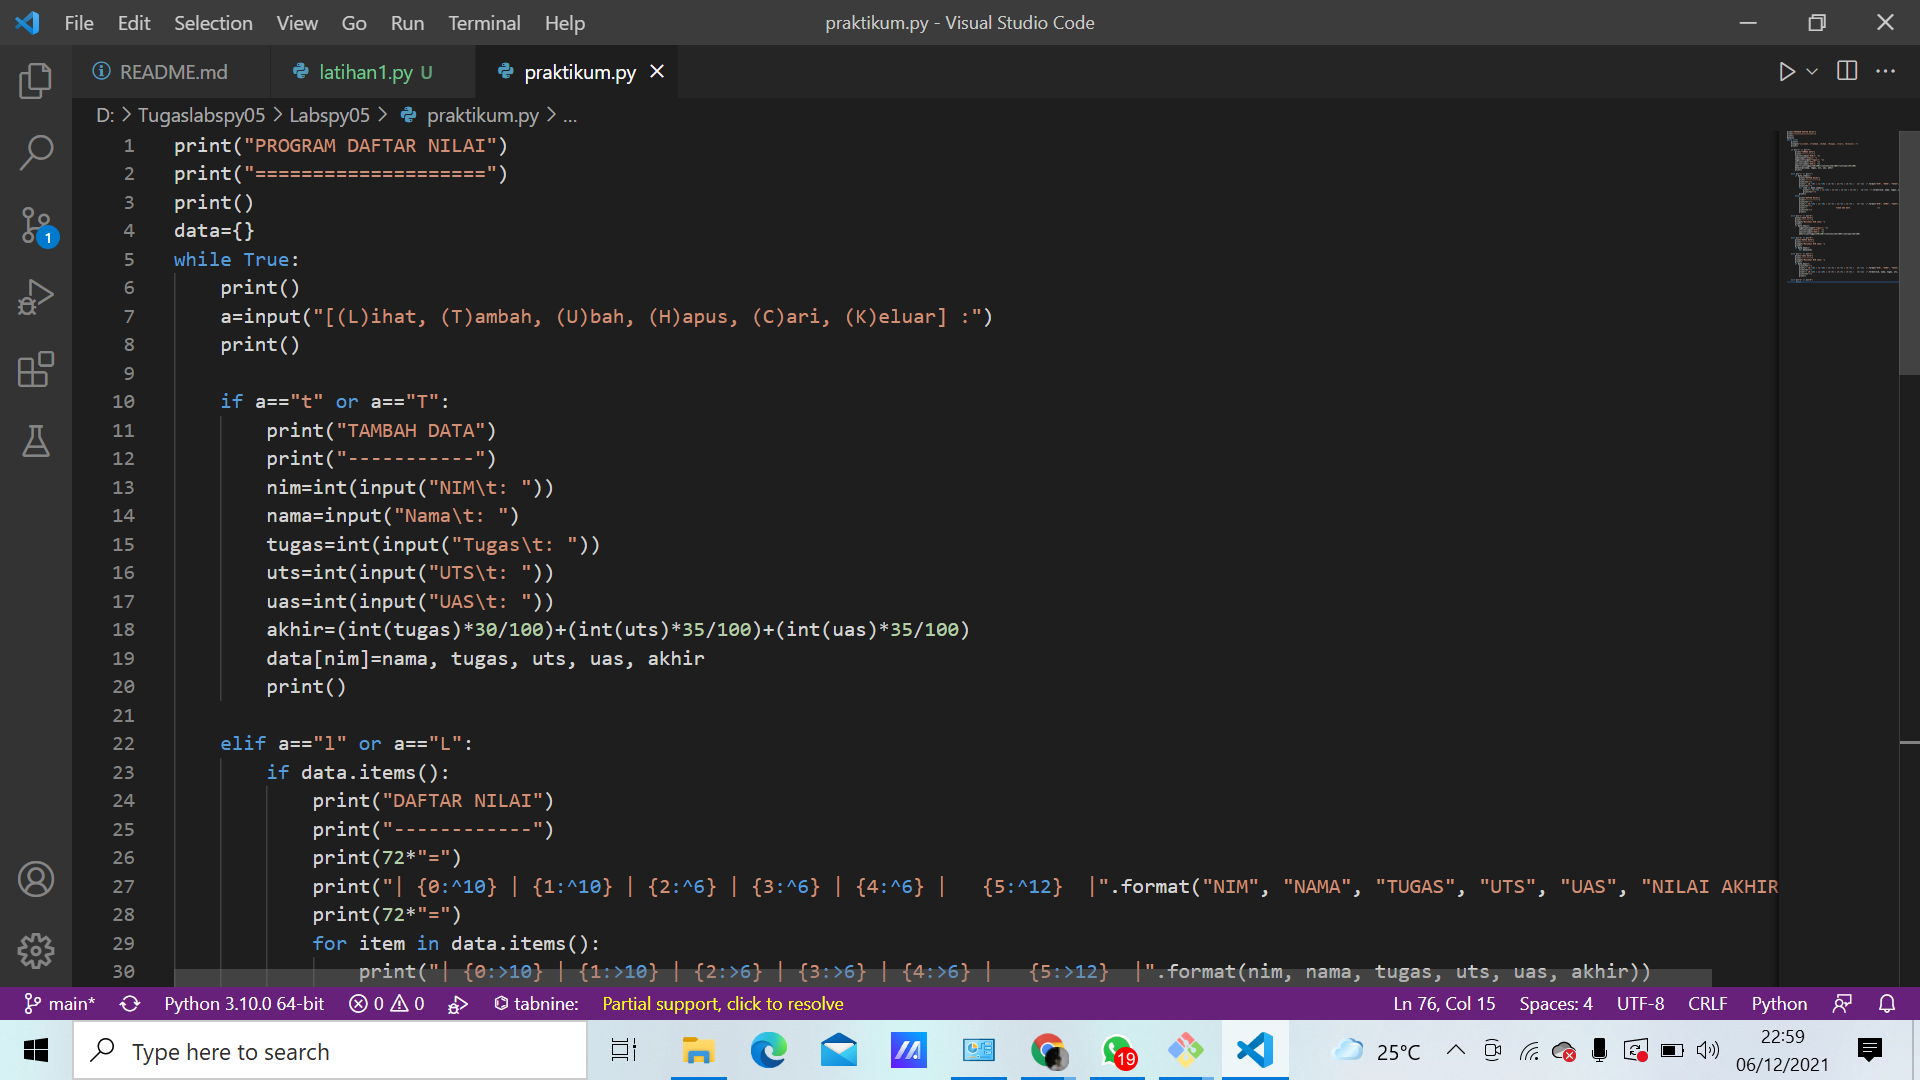 File Edit Selection View Go Run Terminal Help praktikum.py - Visual Studio Code
README.md latihan1.py U praktikum.py
D: > Tugaslabspy05 > Labspy05 > praktikum.py > ...
1 print("PROGRAM DAFTAR NILAI")
2 print("====================")
3 print()
4 data={}
5 while True:
6 print()
7 a=input("[(L)ihat, (T)ambah, (U)bah, (H)apus, (C)ari, (K)eluar] :")
8 print()
9
10 if a=="t" or a=="T":
11 print("TAMBAH DATA")
12 print("-----------")
13 nim=int(input("NIM\t: "))
14 nama=input("Nama\t: ")
15 tugas=int(input("Tugas\t: "))
16 uts=int(input("UTS\t: "))
17 uas=int(input("UAS\t: "))
18 akhir=(int(tugas)*30/100)+(int(uts)*35/100)+(int(uas)*35/100)
19 data[nim]=nama, tugas, uts, uas, akhir
20 print()
21
22 elif a=="l" or a=="L":
23 if data.items():
24 print("DAFTAR NILAI")
25 print("------------")
26 print(72*"=")
27 print("| {0:^10} | {1:^10} | {2:^6} | {3:^6} | {4:^6} |   {5:^12}  |".format("NIM", "NAMA", "TUGAS", "UTS", "UAS", "NILAI AKHIR
28 print(72*"=")
29 for item in data.items():
30 print("| {0:>10} | {1:>10} | {2:>6} | {3:>6} | {4:>6} |   {5:>12}  |".format(nim, nama, tugas, uts, uas, akhir))
main* Python 3.10.0 64-bit 0 0 tabnine: Partial support, click to resolve Ln 76, Col 15 Spaces: 4 UTF-8 CRLF Python
1
Type here to search 19 25°C 22:59
06/12/2021